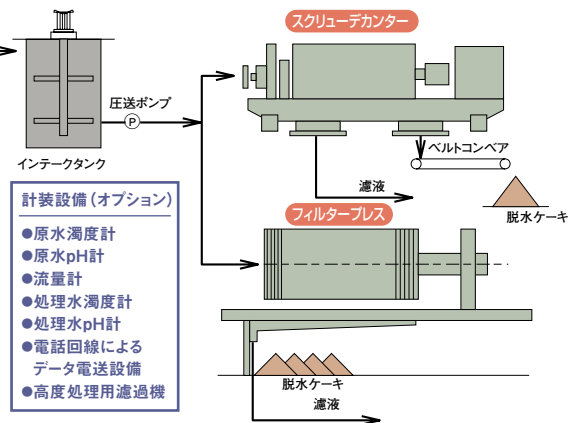 スクリューデカンター
圧送ポンプ
P
インテークタンク
ベルトコンベア
濾液
脱水ケーキ
計装設備（オプション）
●原水濁度計
●原水pH計
●流量計
●処理水濁度計
●処理水pH計
●電話回線による
データ電送設備
●高度処理用濾過機
フィルタープレス
脱水ケーキ
濾液